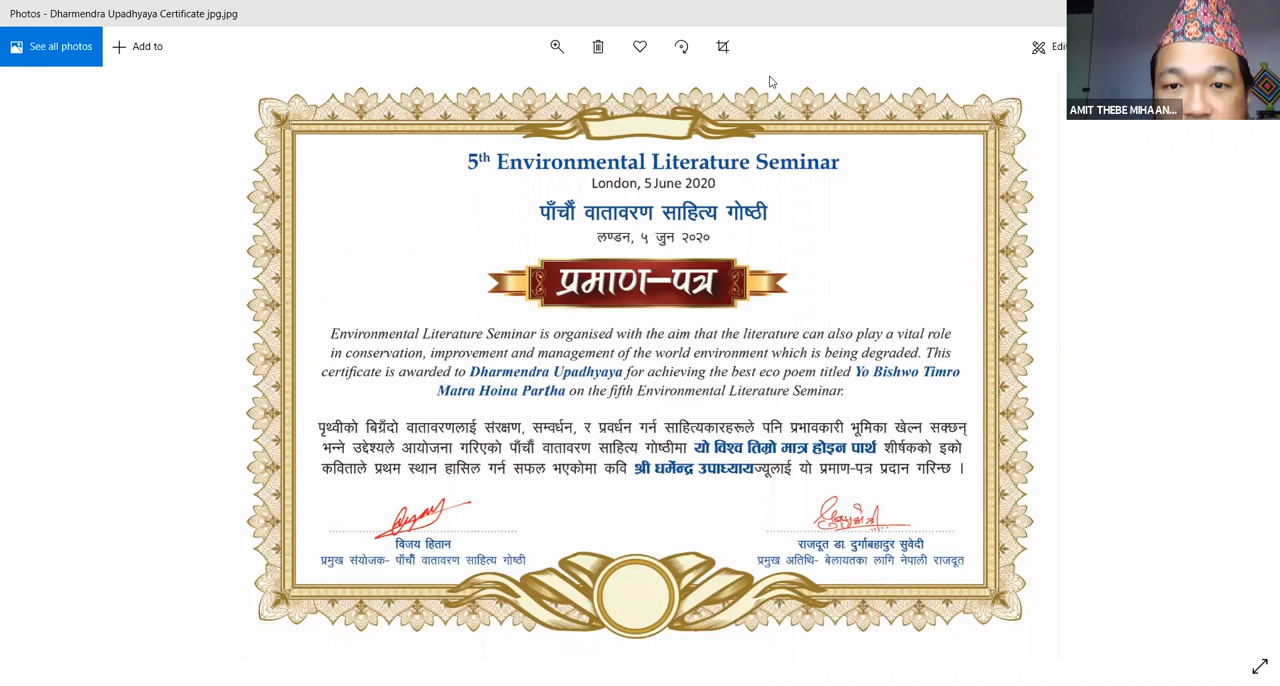 Photos - Dharmendra Upadhyaya Certificate jpg.jpg
See all photos
Add to
Edit
AMIT THEBE MIHAAN...
5th Environmental Literature Seminar
London, 5 June 2020
पाँचौं वातावरण साहित्य गोष्ठी
लण्डन, ५ जुन २०२०
प्रमाण-पत्र
Environmental Literature Seminar is organised with the aim that the literature can also play a vital role
in conservation, improvement and management of the world environment which is being degraded. This
certificate is awarded to Dharmendra Upadhyaya for achieving the best eco poem titled Yo Bishwo Timro
Matra Hoina Partha on the fifth Environmental Literature Seminar.
पृथ्वीको बिग्रँदो वातावरणलाई संरक्षण, सम्वर्धन, र प्रवर्धन गर्न साहित्यकारहरूले पनि प्रभावकारी भूमिका खेल्न सक्छन्
भन्ने उद्देश्यले आयोजना गरिएको पाँचौं वातावरण साहित्य गोष्ठीमा यो विश्व तिम्रो मात्र होइन पार्थ शीर्षकको इको
कविताले प्रथम स्थान हासिल गर्न सफल भएकोमा कवि श्री धर्मेन्द्र उपाध्यायज्यूलाई यो प्रमाण-पत्र प्रदान गरिन्छ ।
बिजय हितान
प्रमुख संयोजक- पाँचौं वातावरण साहित्य गोष्ठी
राजदूत डा. दुर्गाबहादुर सुवेदी
प्रमुख अतिथि- बेलायतका लागि नेपाली राजदूत